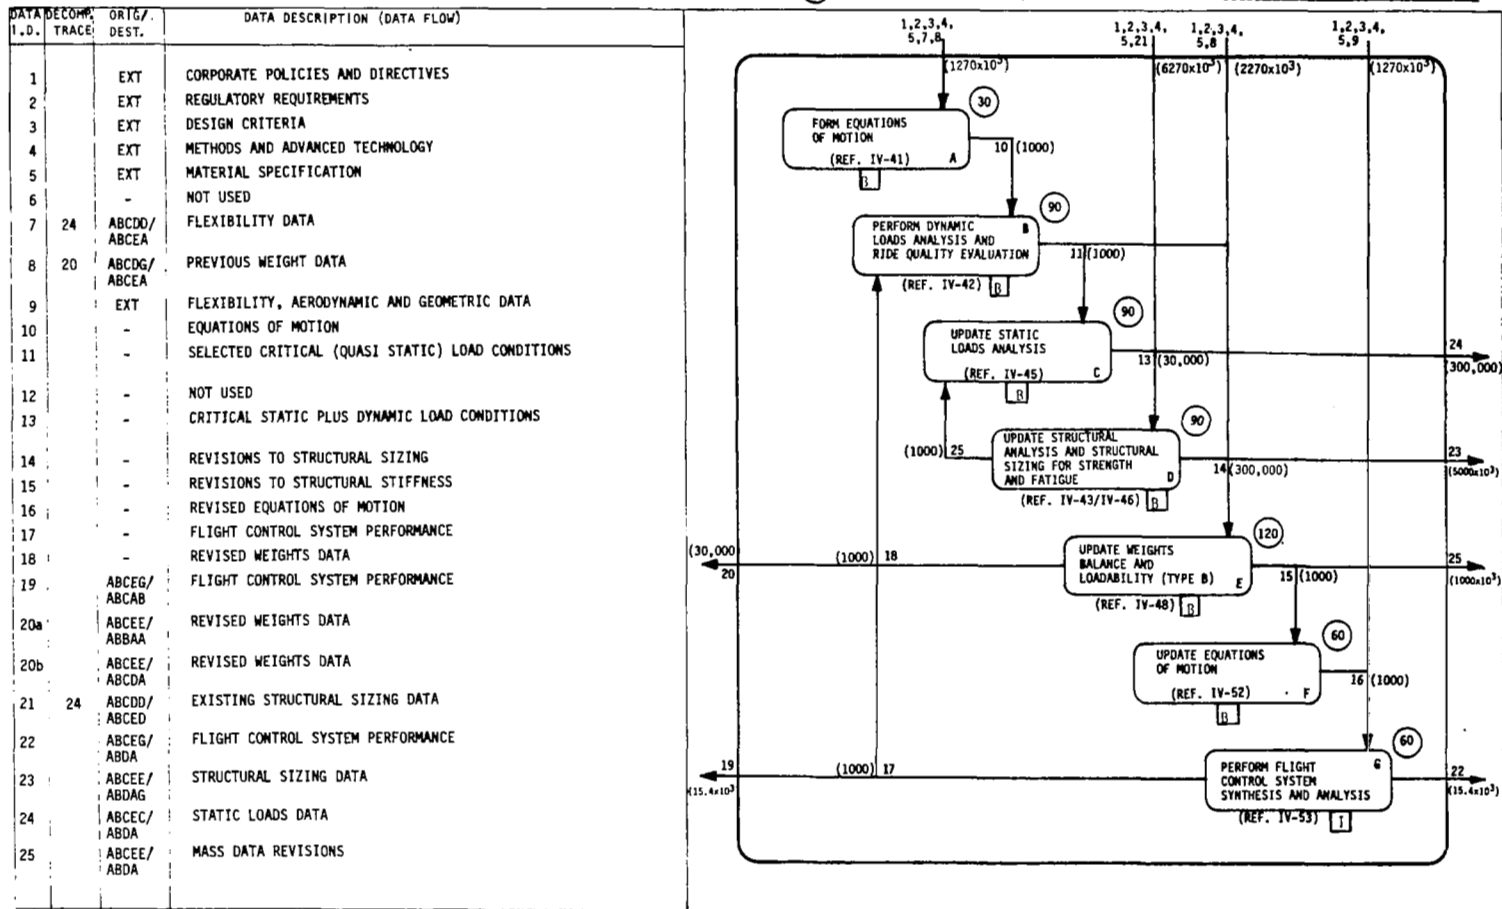 DATA I.D. DECOMP. TRACE ORIG/. DEST. DATA DESCRIPTION (DATA FLOW)
1 EXT CORPORATE POLICIES AND DIRECTIVES
2 EXT REGULATORY REQUIREMENTS
3 EXT DESIGN CRITERIA
4 EXT METHODS AND ADVANCED TECHNOLOGY
5 EXT MATERIAL SPECIFICATION
6 - NOT USED
7 24 ABCDD/ ABCEA FLEXIBILITY DATA
8 20 ABCDG/ ABCEA PREVIOUS WEIGHT DATA
9 EXT FLEXIBILITY, AERODYNAMIC AND GEOMETRIC DATA
10 - EQUATIONS OF MOTION
11 - SELECTED CRITICAL (QUASI STATIC) LOAD CONDITIONS
12 - NOT USED
13 - CRITICAL STATIC PLUS DYNAMIC LOAD CONDITIONS
14 - REVISIONS TO STRUCTURAL SIZING
15 - REVISIONS TO STRUCTURAL STIFFNESS
16 - REVISED EQUATIONS OF MOTION
17 - FLIGHT CONTROL SYSTEM PERFORMANCE
18 - REVISED WEIGHTS DATA
19 ABCEG/ ABCAB FLIGHT CONTROL SYSTEM PERFORMANCE
20a ABCEE/ ABBAA REVISED WEIGHTS DATA
20b ABCEE/ ABCDA REVISED WEIGHTS DATA
21 24 ABCDD/ ABCED EXISTING STRUCTURAL SIZING DATA
22 ABCEG/ ABDA FLIGHT CONTROL SYSTEM PERFORMANCE
23 ABCEE/ ABDAG STRUCTURAL SIZING DATA
24 ABCEC/ ABDA STATIC LOADS DATA
25 ABCEE/ ABDA MASS DATA REVISIONS
1,2,3,4, 1,2,3,4, 1,2,3,4, 1,2,3,4,
5,7,8 5,21 5,8 5,9
(1270x10³) (6270x10³) (2270x10³) (1270x10³)
30
FORM EQUATIONS
OF MOTION
(REF. IV-41) A
B
10 (1000)
90
PERFORM DYNAMIC B
LOADS ANALYSIS AND
RIDE QUALITY EVALUATION
(REF. IV-42) B
11 (1000)
90
UPDATE STATIC
LOADS ANALYSIS
(REF. IV-45) C
B
13 (30,000)
24
(300,000)
90
UPDATE STRUCTURAL
ANALYSIS AND STRUCTURAL
SIZING FOR STRENGTH
AND FATIGUE D
(REF. IV-43/IV-46) B
(1000) 25
14 (300,000)
23
(5000x10³)
120
UPDATE WEIGHTS
BALANCE AND
LOADABILITY (TYPE B) E
(REF. IV-48) B
(30,000)
20
(1000) 18
15 (1000)
25
(1000x10³)
60
UPDATE EQUATIONS
OF MOTION
(REF. IV-52) F
B
16 (1000)
60
PERFORM FLIGHT G
CONTROL SYSTEM
SYNTHESIS AND ANALYSIS
(REF. IV-53) I
19
(15.4x10³)
(1000) 17
22
(15.4x10³)